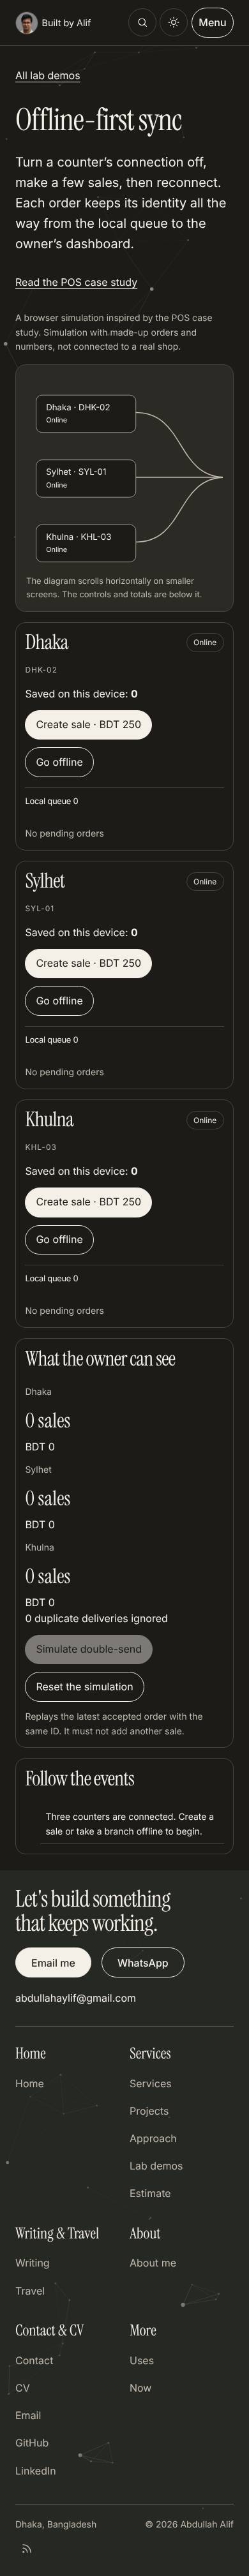 Built by Alif
Menu
All lab demos
Offline-first sync
Turn a counter's connection off,
make a few sales, then reconnect.
Each order keeps its identity all the
way from the local queue to the
owner's dashboard.
Read the POS case study
A browser simulation inspired by the POS case
study. Simulation with made-up orders and
numbers, not connected to a real shop.
Dhaka · DHK-02
Online
Sylhet · SYL-01
Online
Khulna · KHL-03
Online
The diagram scrolls horizontally on smaller
screens. The controls and totals are below it.
Dhaka
Online
DHK-02
Saved on this device: 0
Create sale · BDT 250
Go offline
Local queue 0
No pending orders
Sylhet
Online
SYL-01
Saved on this device: 0
Create sale · BDT 250
Go offline
Local queue 0
No pending orders
Khulna
Online
KHL-03
Saved on this device: 0
Create sale · BDT 250
Go offline
Local queue 0
No pending orders
What the owner can see
Dhaka
0 sales
BDT 0
Sylhet
0 sales
BDT 0
Khulna
0 sales
BDT 0
0 duplicate deliveries ignored
Simulate double-send
Reset the simulation
Replays the latest accepted order with the
same ID. It must not add another sale.
Follow the events
Three counters are connected. Create a
sale or take a branch offline to begin.
Let's build something
that keeps working.
Email me
WhatsApp
abdullahaylif@gmail.com
Home
Home
Services
Services
Projects
Approach
Lab demos
Estimate
Writing & Travel
Writing
Travel
About
About me
Contact & CV
Contact
CV
Email
GitHub
LinkedIn
More
Uses
Now
Dhaka, Bangladesh
© 2026 Abdullah Alif